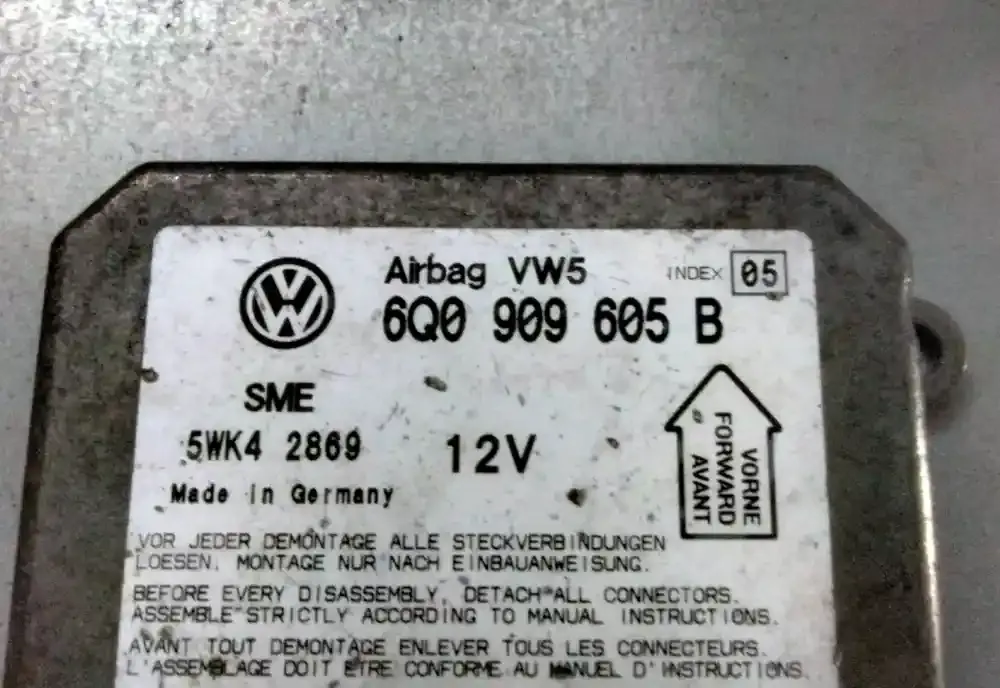 Airbag VW5 INDEX 05
6Q0 909 605 B
SME
5WK4 2869 12V
Made in Germany
VORNE
FORWARD
AVANT
VOR JEDER DEMONTAGE ALLE STECKVERBINDUNGEN
LOESEN. MONTAGE NUR NACH EINBAUANWEISUNG.
BEFORE EVERY DISASSEMBLY, DETACH ALL CONNECTORS.
ASSEMBLE STRICTLY ACCORDING TO MANUAL INSTRUCTIONS.
AVANT TOUT DEMONTAGE ENLEVER TOUS LES CONNECTEURS.
L'ASSEMBLAGE DOIT ETRE CONFORME AU MANUEL D'INSTRUCTIONS.